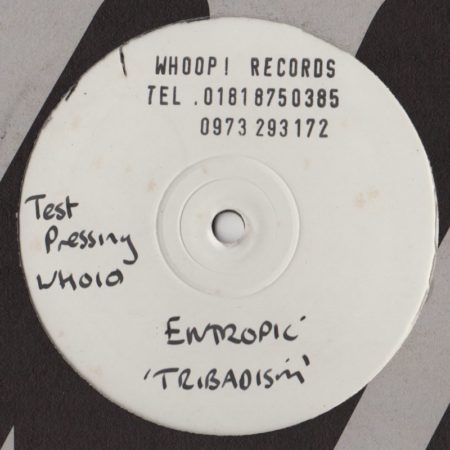 WHOOP! RECORDS
TEL .01818750385
0973 293172
Test
Pressing
WHO10
ENTROPIC
'TRIBADISM'